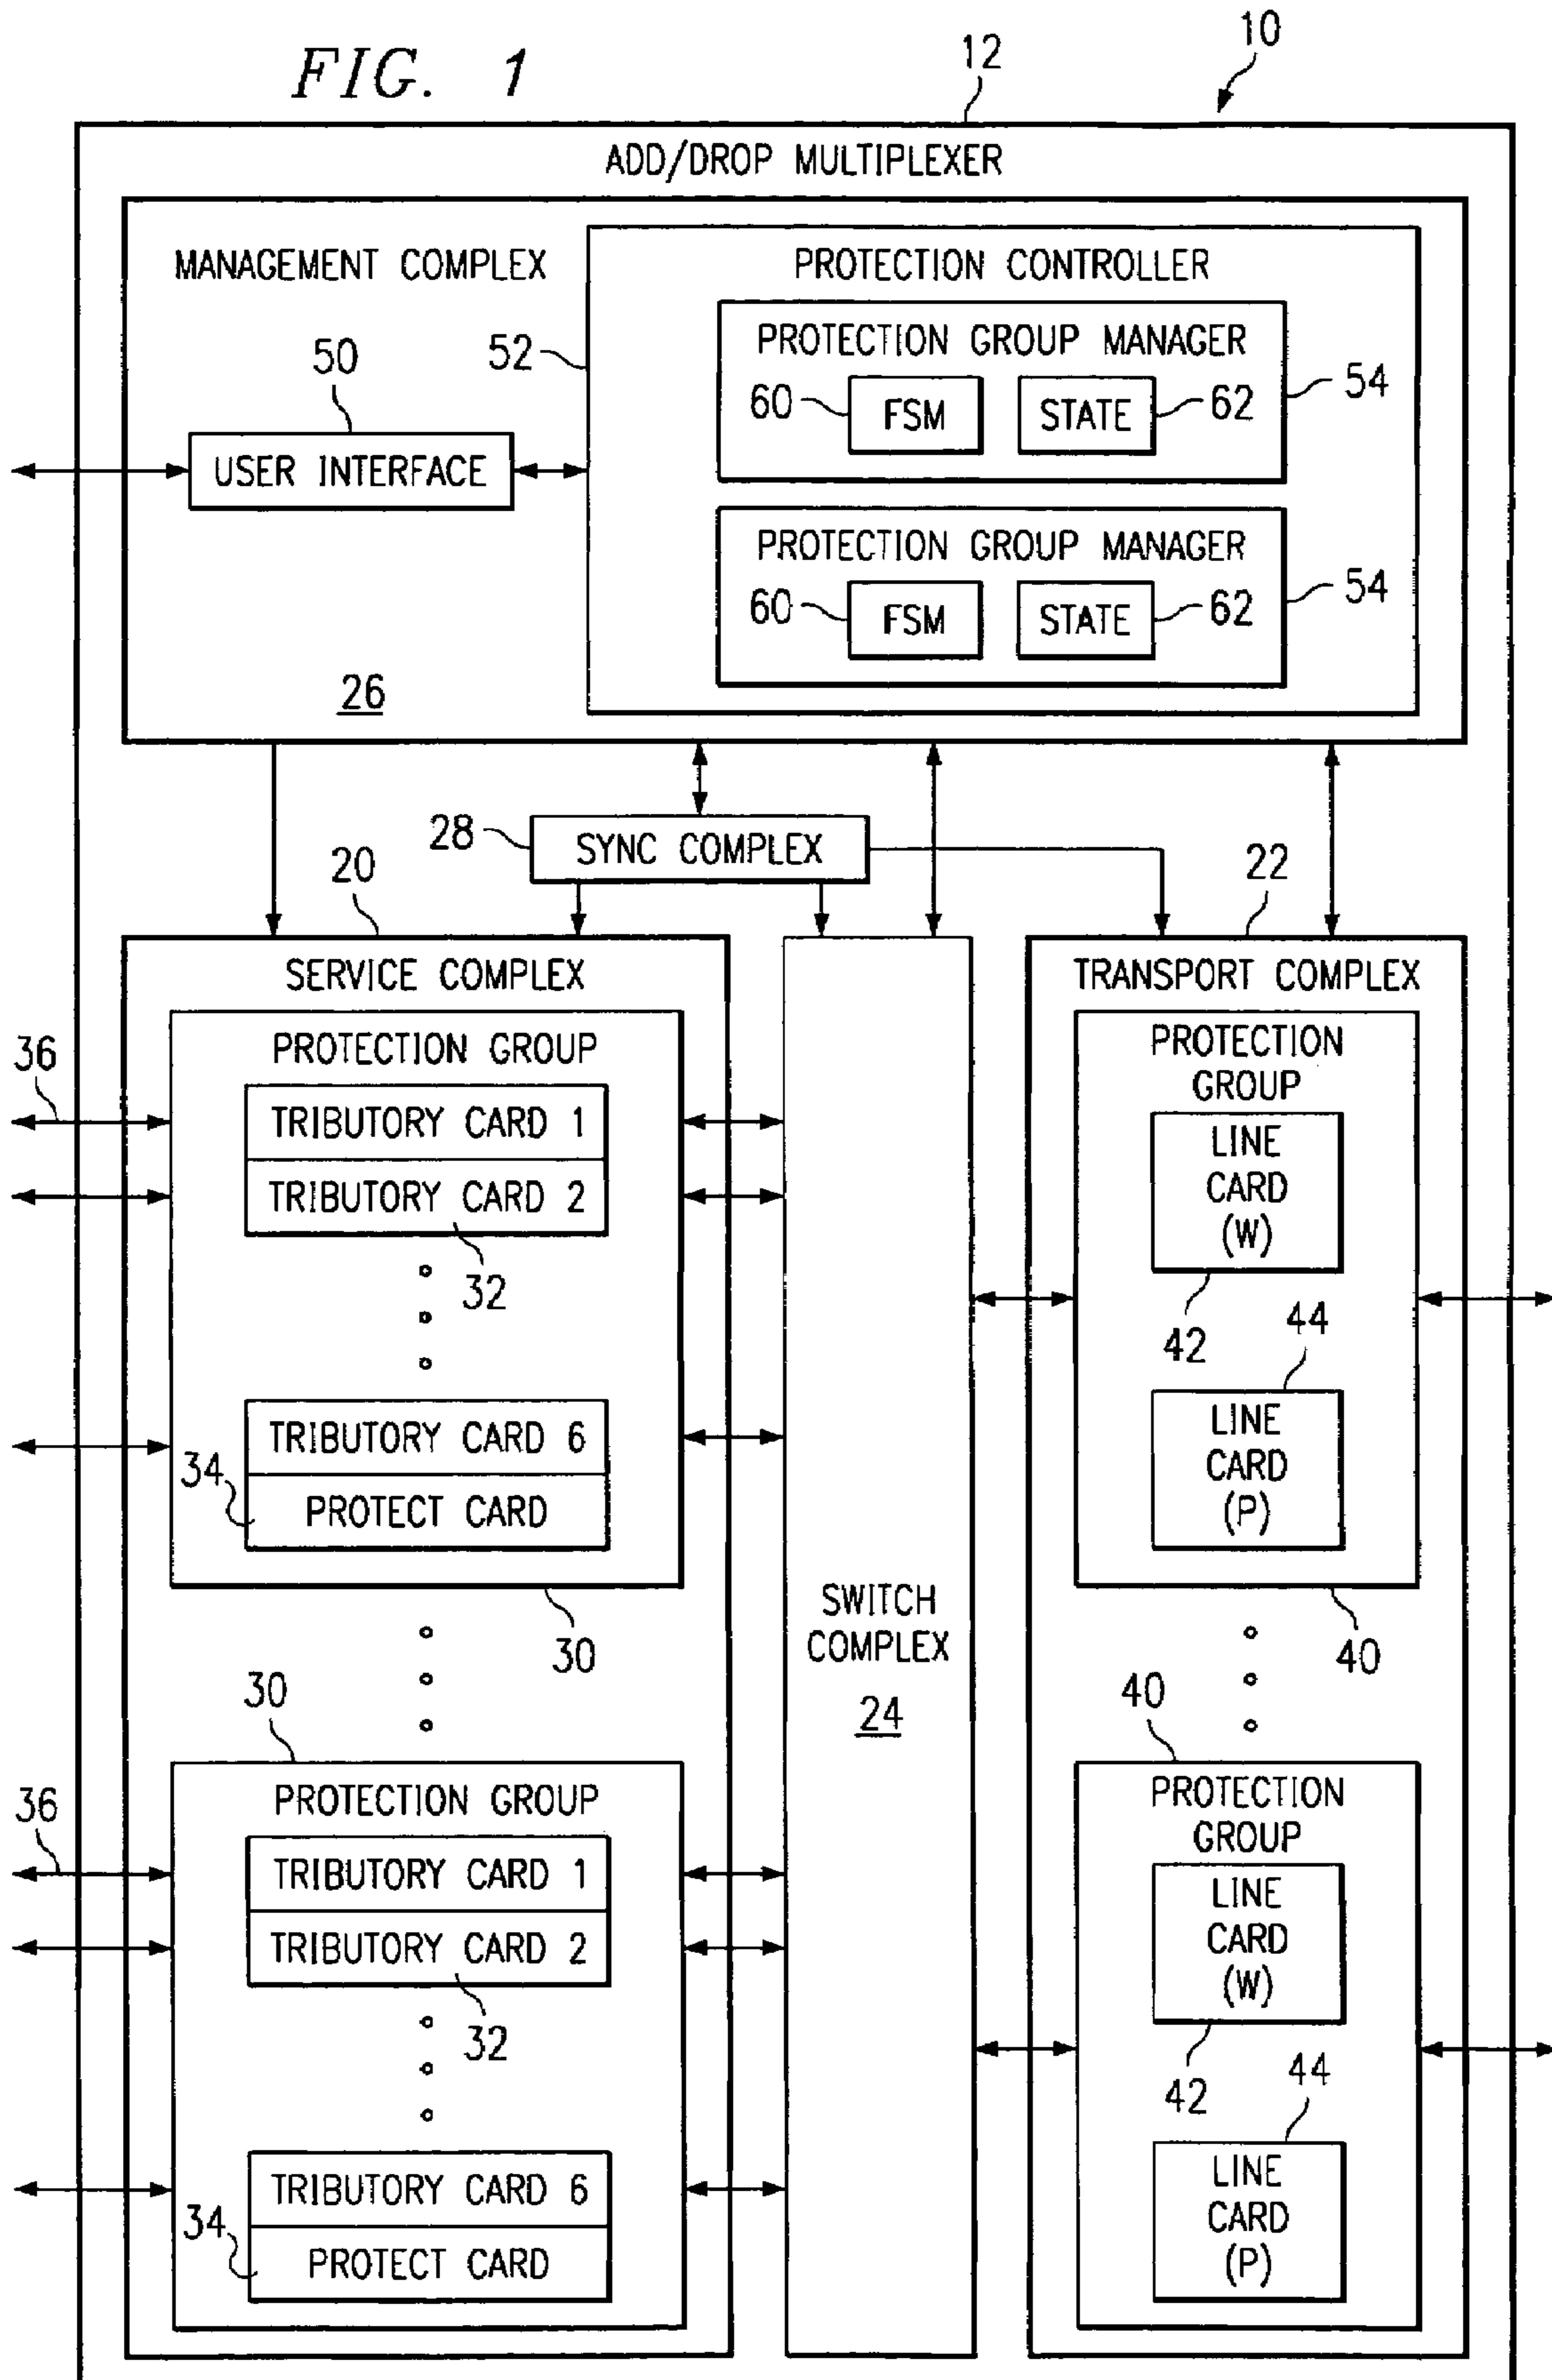 FIG. 1
12
10
ADD/DROP MULTIPLEXER
MANAGEMENT COMPLEX
PROTECTION CONTROLLER
PROTECTION GROUP MANAGER
50
52
60
FSM
STATE
62
54
USER INTERFACE
PROTECTION GROUP MANAGER
60
FSM
STATE
62
54
26
28
SYNC COMPLEX
20
22
SERVICE COMPLEX
TRANSPORT COMPLEX
PROTECTION GROUP
36
TRIBUTORY CARD 1
TRIBUTORY CARD 2
32
TRIBUTORY CARD 6
34
PROTECT CARD
30
PROTECTION
GROUP
LINE
CARD
(W)
42
44
LINE
CARD
(P)
40
SWITCH
COMPLEX
24
30
PROTECTION GROUP
36
TRIBUTORY CARD 1
TRIBUTORY CARD 2
32
TRIBUTORY CARD 6
34
PROTECT CARD
40
PROTECTION
GROUP
LINE
CARD
(W)
42
44
LINE
CARD
(P)